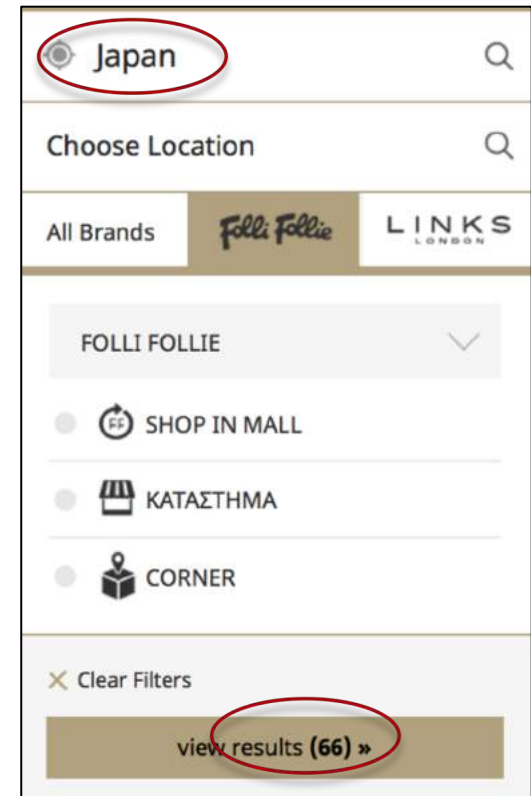 Japan
Choose Location
All Brands Folli Follie LINKS
LONDON
FOLLI FOLLIE
FF SHOP IN MALL
ΚΑΤΑΣΤΗΜΑ
CORNER
Clear Filters
view results (66) »